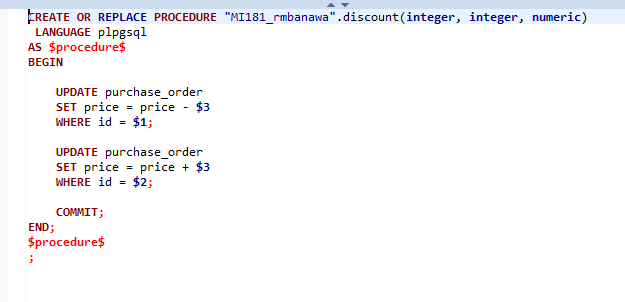 CREATE OR REPLACE PROCEDURE "MI181_rmbanawa".discount(integer, integer, numeric)
 LANGUAGE plpgsql
AS $procedure$
BEGIN
    UPDATE purchase_order
    SET price = price - $3
    WHERE id = $1;
    UPDATE purchase_order
    SET price = price + $3
    WHERE id = $2;
    COMMIT;
END;
$procedure$
;